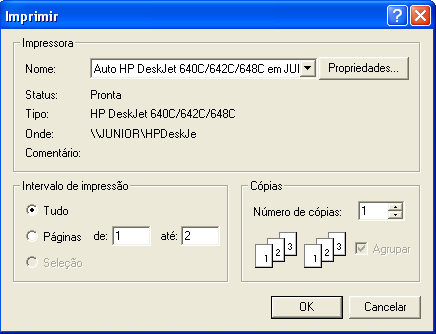 Imprimir
Impressora
Nome: Auto HP DeskJet 640C/642C/648C em JUI Propriedades...
Status: Pronta
Tipo: HP DeskJet 640C/642C/648C
Onde: \\JUNIOR\HPDeskJe
Comentário:
Intervalo de impressão
Tudo
Páginas de: 1 até: 2
Seleção
Cópias
Número de cópias: 1
1 2 3 1 2 3 Agrupar
OK Cancelar